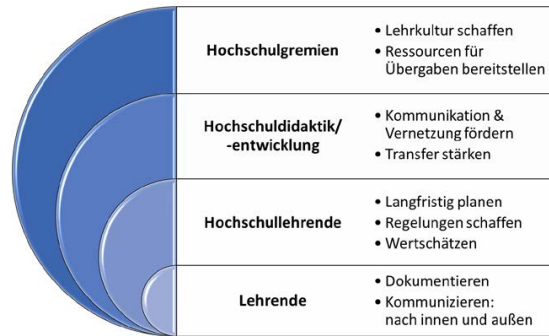 Hochschulgremien
• Lehrkultur schaffen
• Ressourcen für
Übergaben bereitstellen
Hochschuldidaktik/
-entwicklung
• Kommunikation &
Vernetzung fördern
• Transfer stärken
Hochschullehrende
• Langfristig planen
• Regelungen schaffen
• Wertschätzen
Lehrende
• Dokumentieren
• Kommunizieren:
nach innen und außen